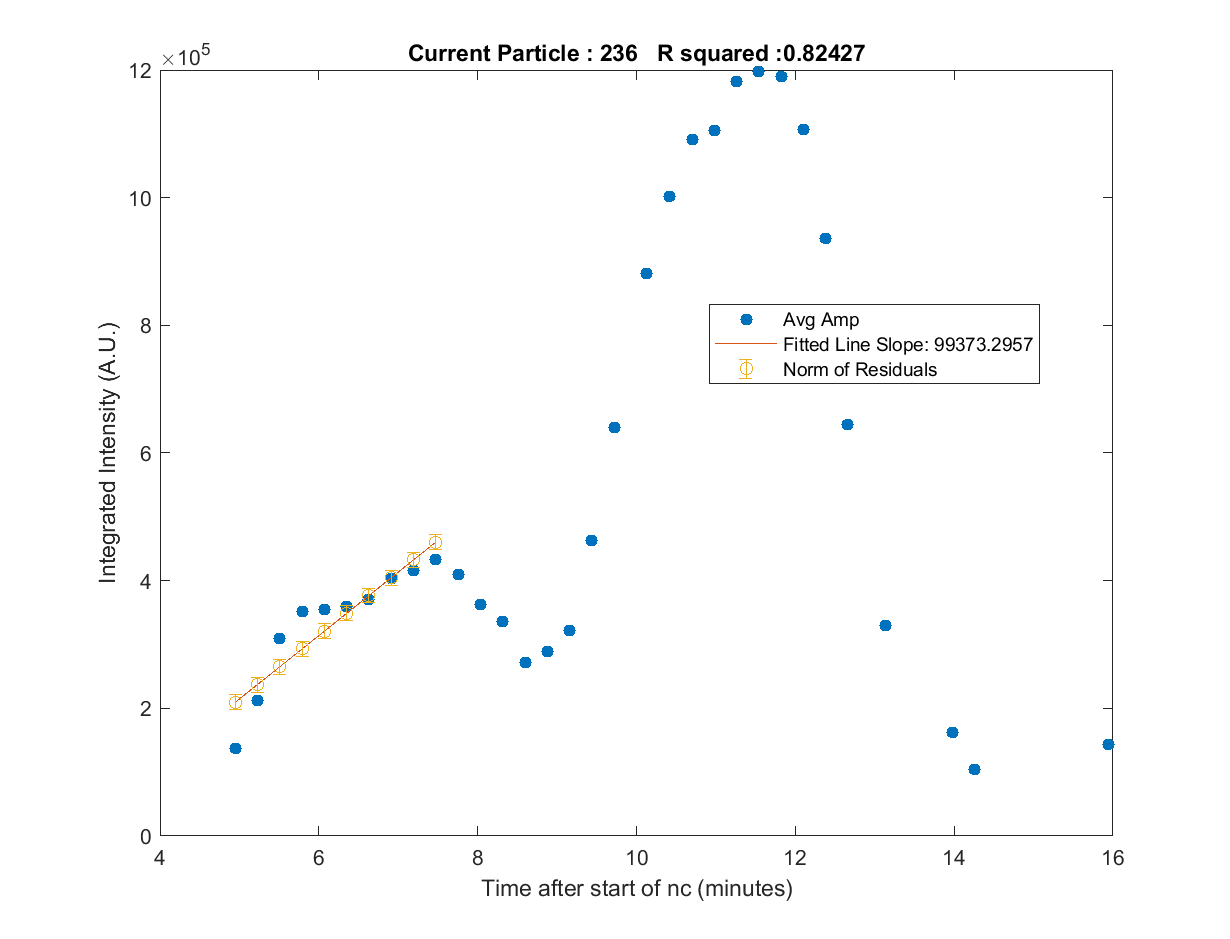 Current Particle : 236 R squared :0.82427
×10^5
12
10
8
6
4
2
0
Integrated Intensity (A.U.)
Avg Amp
Fitted Line Slope: 99373.2957
Norm of Residuals
4 6 8 10 12 14 16
Time after start of nc (minutes)